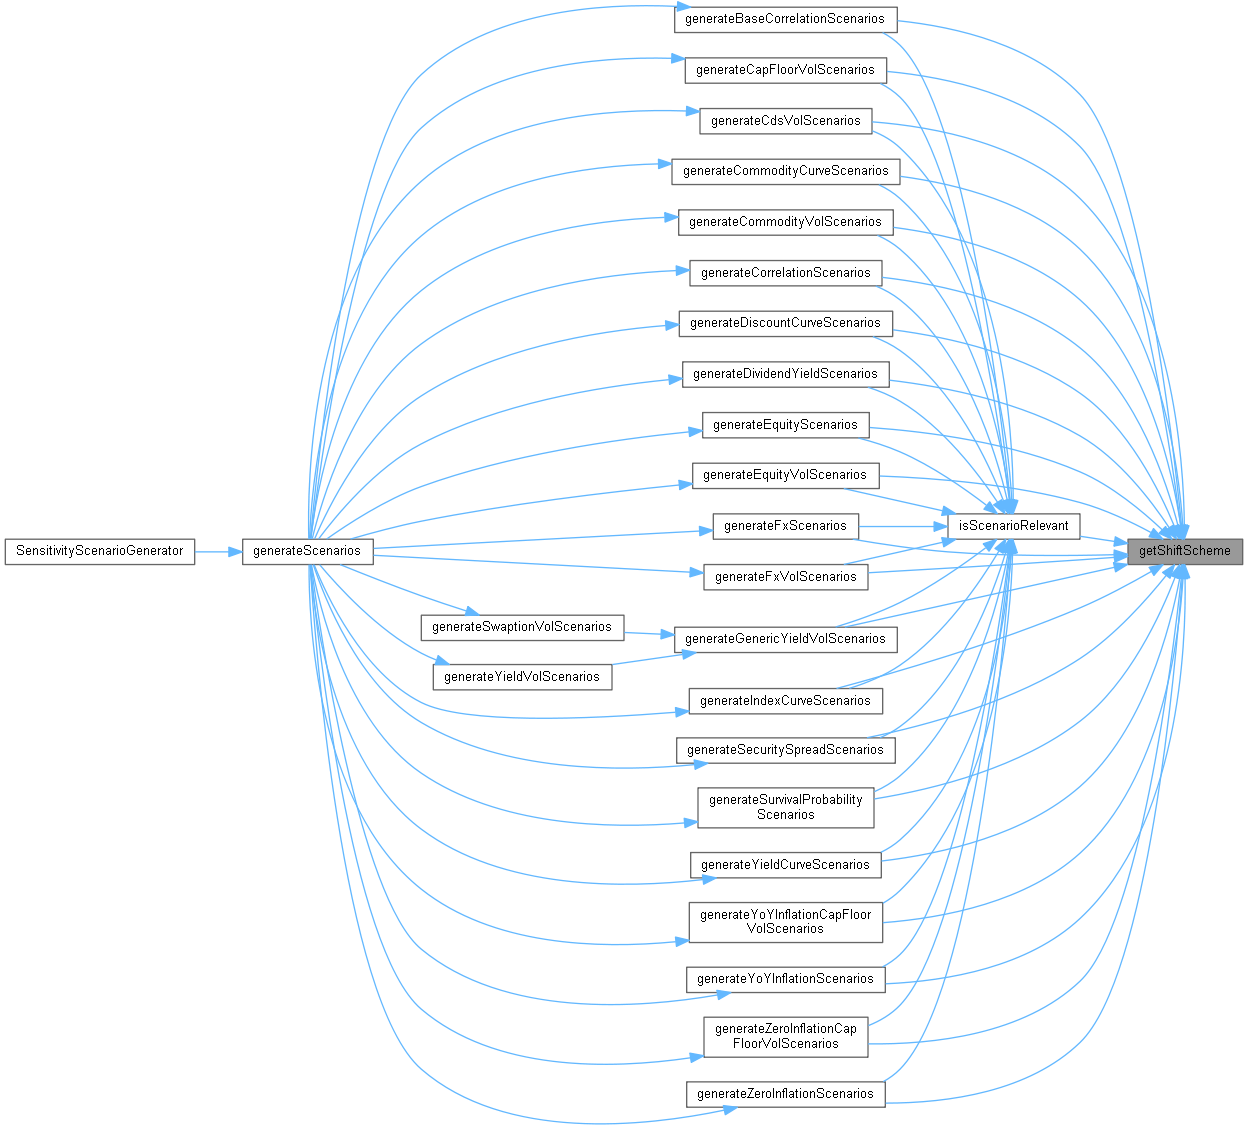 generateBaseCorrelationScenarios
generateCapFloorVolScenarios
generateCdsVolScenarios
generateCommodityCurveScenarios
generateCommodityVolScenarios
generateCorrelationScenarios
generateDiscountCurveScenarios
generateDividendYieldScenarios
generateEquityScenarios
generateEquityVolScenarios
generateFxScenarios
isScenarioRelevant
SensitivityScenarioGenerator
generateScenarios
getShiftScheme
generateFxVolScenarios
generateSwaptionVolScenarios
generateGenericYieldVolScenarios
generateYieldVolScenarios
generateIndexCurveScenarios
generateSecuritySpreadScenarios
generateSurvivalProbability
Scenarios
generateYieldCurveScenarios
generateYoYInflationCapFloor
VolScenarios
generateYoYInflationScenarios
generateZeroInflationCap
FloorVolScenarios
generateZeroInflationScenarios